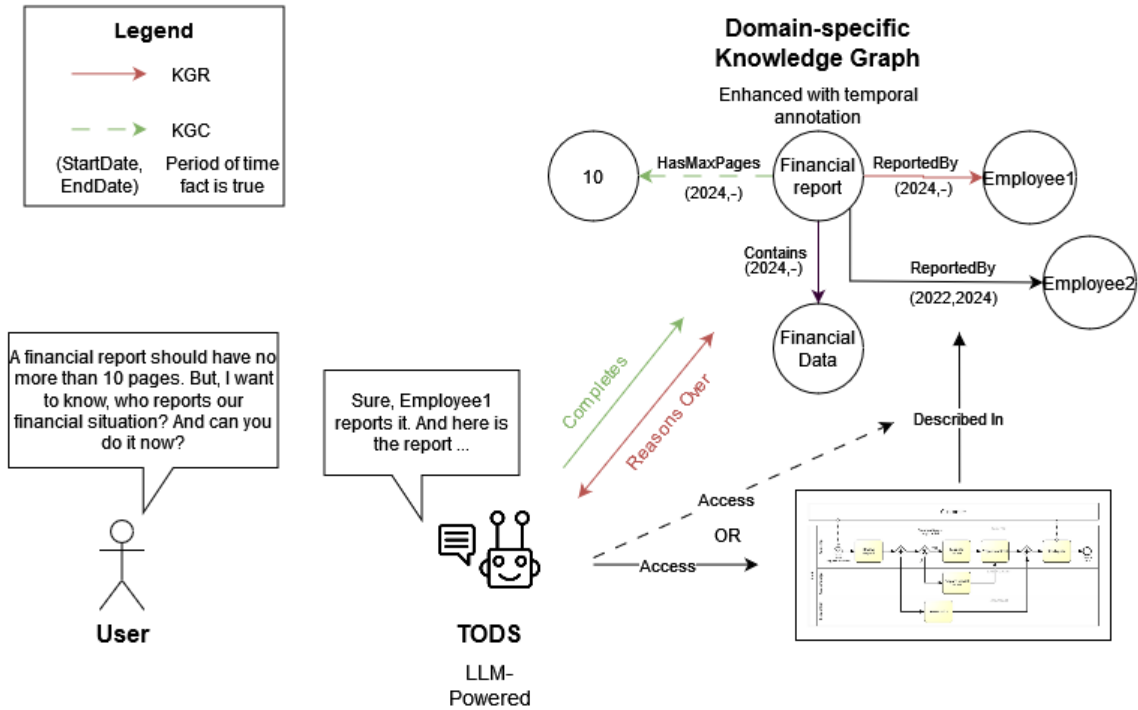 Legend
KGR
KGC
(StartDate,
EndDate)
Period of time
fact is true
Domain-specific
Knowledge Graph
Enhanced with temporal
annotation
10
HasMaxPages
(2024,-)
Financial
report
ReportedBy
(2024,-)
Employee1
Contains
(2024,-)
ReportedBy
(2022,2024)
Employee2
Financial
Data
A financial report should have no
more than 10 pages. But, I want
to know, who reports our
financial situation? And can you
do it now?
Sure, Employee1
reports it. And here is
the report ...
Completes
Reasons Over
Described In
Access
OR
Access
User
TODS
LLM-
Powered